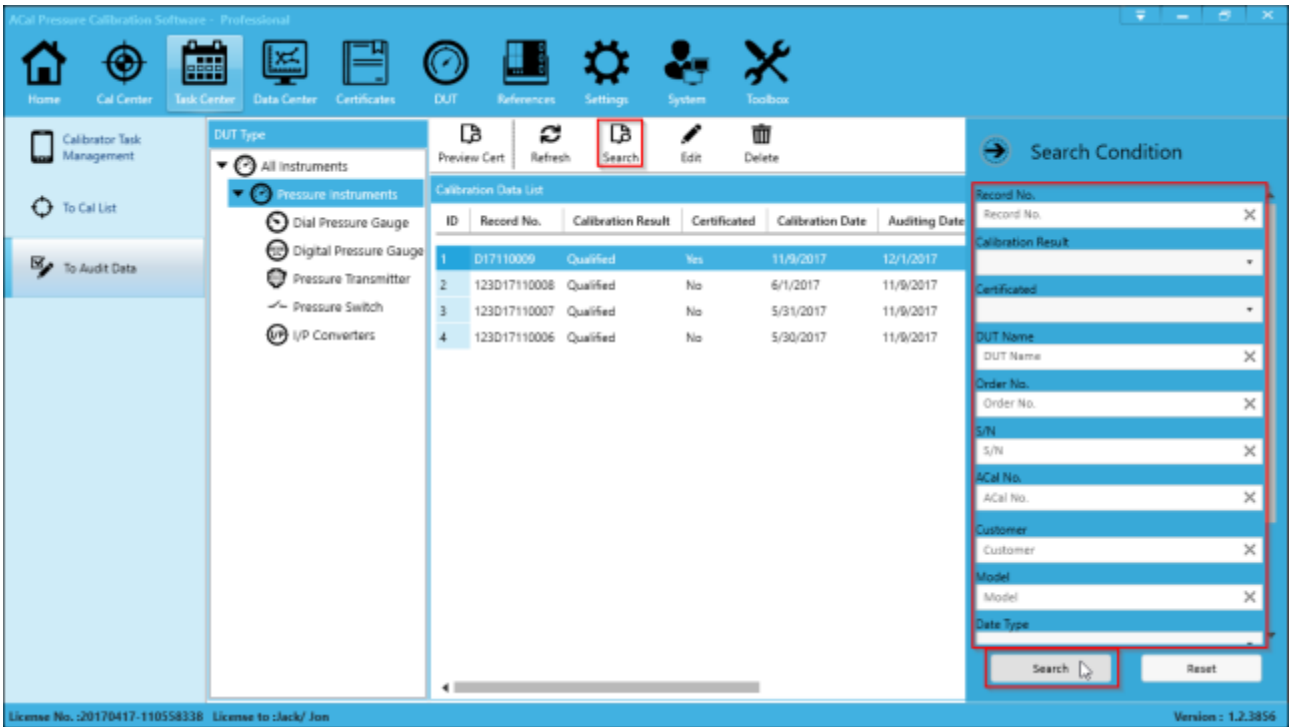 ACal Pressure Calibration Software - Professional
Home
Cal Center
Task Center
Data Center
Certificates
DUT
References
Settings
System
Toolbox
Calibrator Task
Management
To Cal List
To Audit Data
DUT Type
All Instruments
Pressure Instruments
Dial Pressure Gauge
Digital Pressure Gauge
Pressure Transmitter
Pressure Switch
I/P Converters
Preview Cert
Refresh
Search
Edit
Delete
Calibration Data List
ID Record No. Calibration Result Certificated Calibration Date Auditing Date
1 D17110009 Qualified Yes 11/9/2017 12/1/2017
2 123D17110008 Qualified No 6/1/2017 11/9/2017
3 123D17110007 Qualified No 5/31/2017 11/9/2017
4 123D17110006 Qualified No 5/30/2017 11/9/2017
Search Condition
Record No.
Record No.
Calibration Result
Certificated
DUT Name
DUT Name
Order No.
Order No.
S/N
S/N
ACal No.
ACal No.
Customer
Customer
Model
Model
Date Type
Search
Reset
License No. :20170417-110558338 License to :Jack/ Jon
Version : 1.2.3856